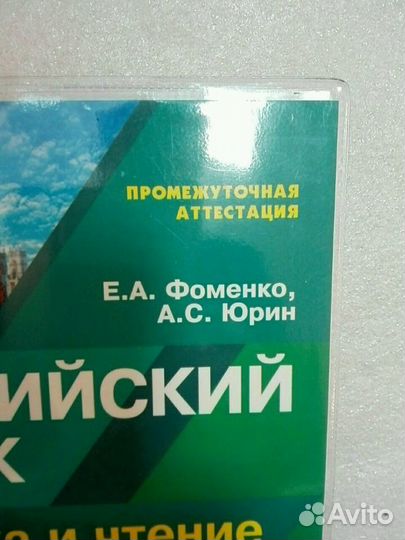 ПРОМЕЖУТОЧНАЯ
АТТЕСТАЦИЯ
Е.А. Фоменко,
А.С. Юрин
ийский
к
а и чтение
Avito